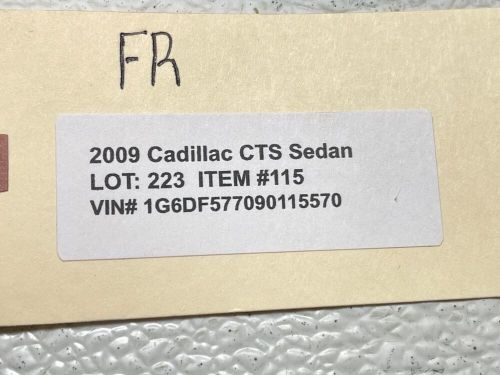 FR
2009 Cadillac CTS Sedan
LOT: 223 ITEM #115
VIN# 1G6DF577090115570